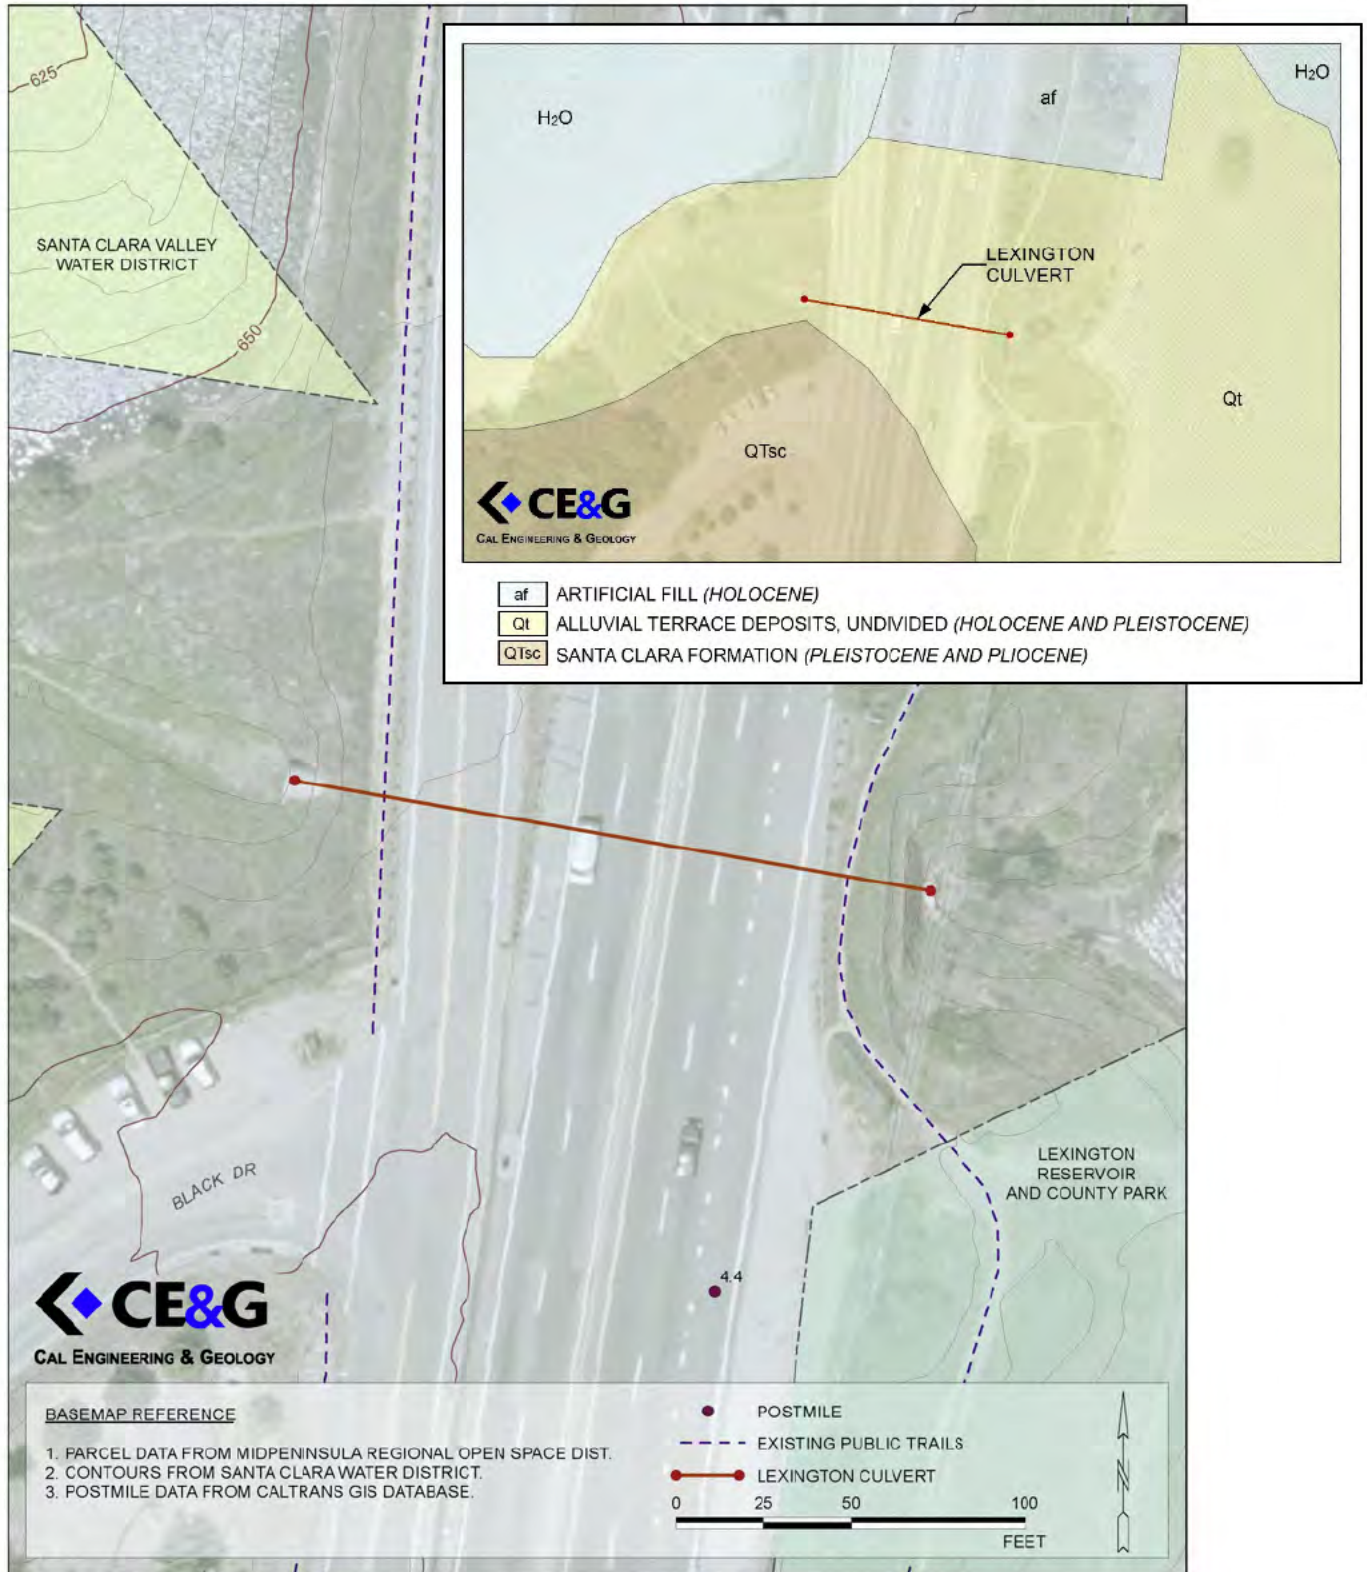 625
SANTA CLARA VALLEY
WATER DISTRICT
650
H₂O
af
H₂O
LEXINGTON
CULVERT
Qt
QTsc
CE&G
CAL ENGINEERING & GEOLOGY
af ARTIFICIAL FILL (HOLOCENE)
Qt ALLUVIAL TERRACE DEPOSITS, UNDIVIDED (HOLOCENE AND PLEISTOCENE)
QTsc SANTA CLARA FORMATION (PLEISTOCENE AND PLIOCENE)
LEXINGTON
RESERVOIR
AND COUNTY PARK
BLACK DR
4.4
CE&G
CAL ENGINEERING & GEOLOGY
BASEMAP REFERENCE
1. PARCEL DATA FROM MIDPENINSULA REGIONAL OPEN SPACE DIST.
2. CONTOURS FROM SANTA CLARA WATER DISTRICT.
3. POSTMILE DATA FROM CALTRANS GIS DATABASE.
POSTMILE
EXISTING PUBLIC TRAILS
LEXINGTON CULVERT
0 25 50 100
FEET
N